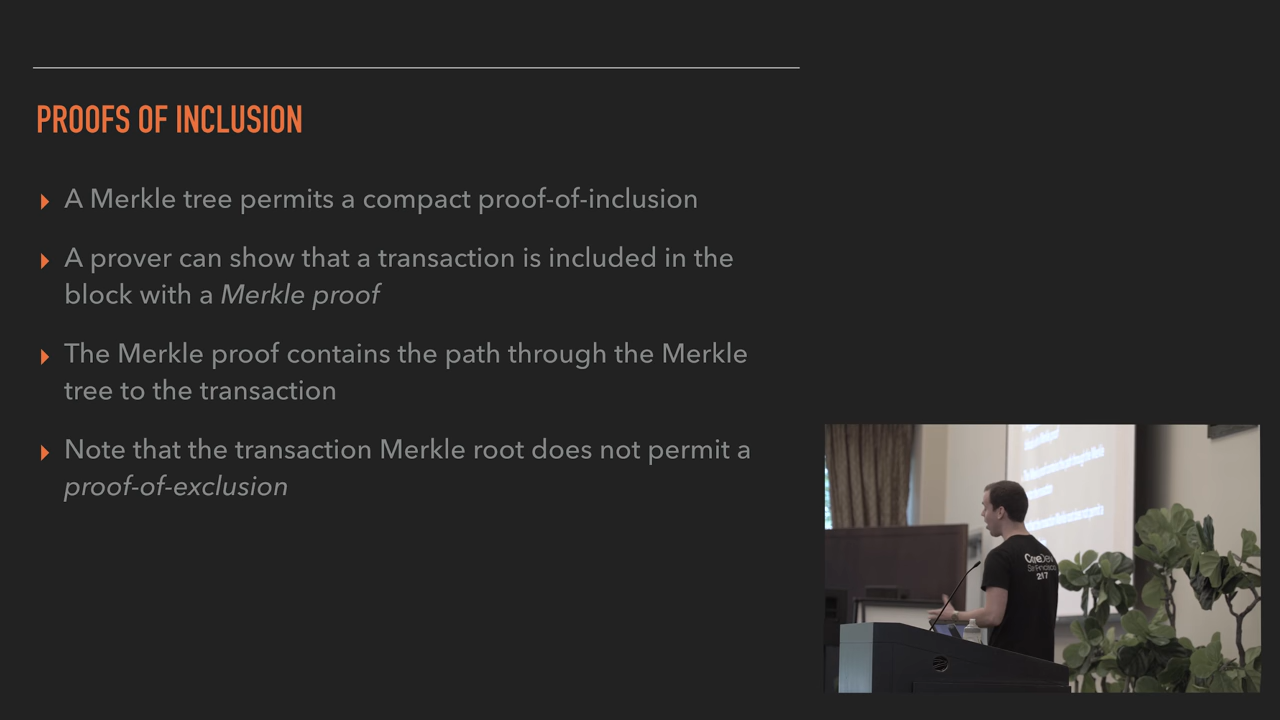 PROOFS OF INCLUSION
A Merkle tree permits a compact proof-of-inclusion
A prover can show that a transaction is included in the
block with a Merkle proof
The Merkle proof contains the path through the Merkle
tree to the transaction
Note that the transaction Merkle root does not permit a
proof-of-exclusion
CoreDev